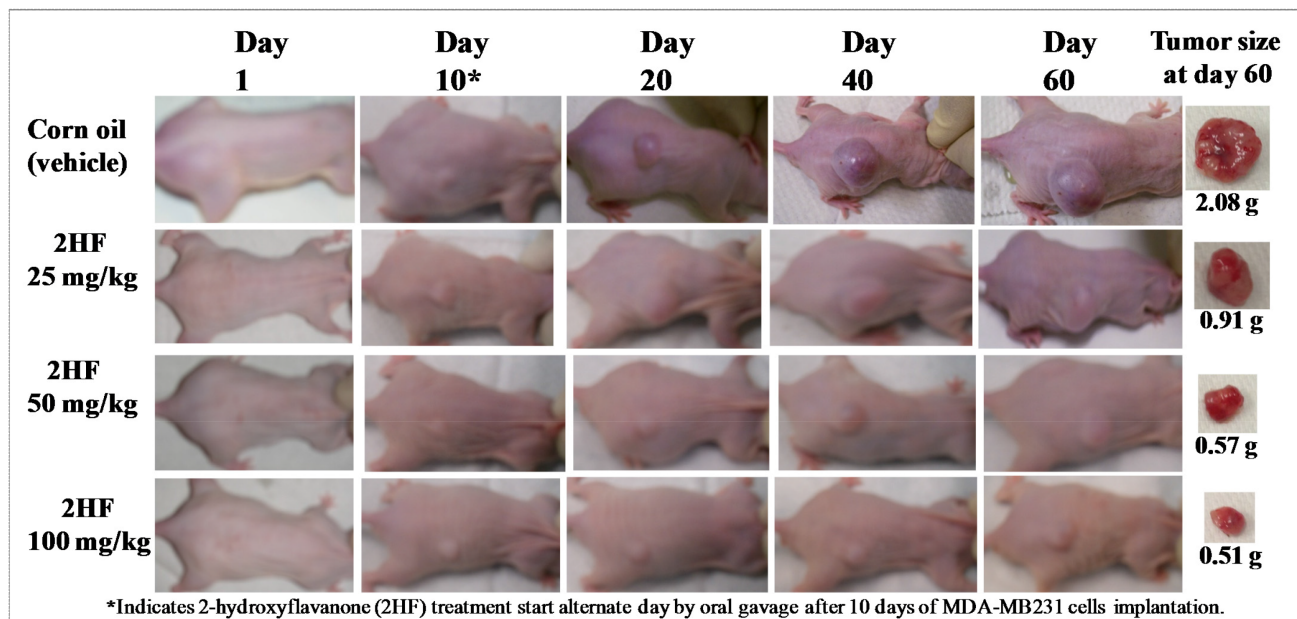 Day
1
Day
10*
Day
20
Day
40
Day
60
Tumor size
at day 60
Corn oil
(vehicle)
2.08 g
2HF
25 mg/kg
0.91 g
2HF
50 mg/kg
0.57 g
2HF
100 mg/kg
0.51 g
*Indicates 2-hydroxyflavanone (2HF) treatment start alternate day by oral gavage after 10 days of MDA-MB231 cells implantation.